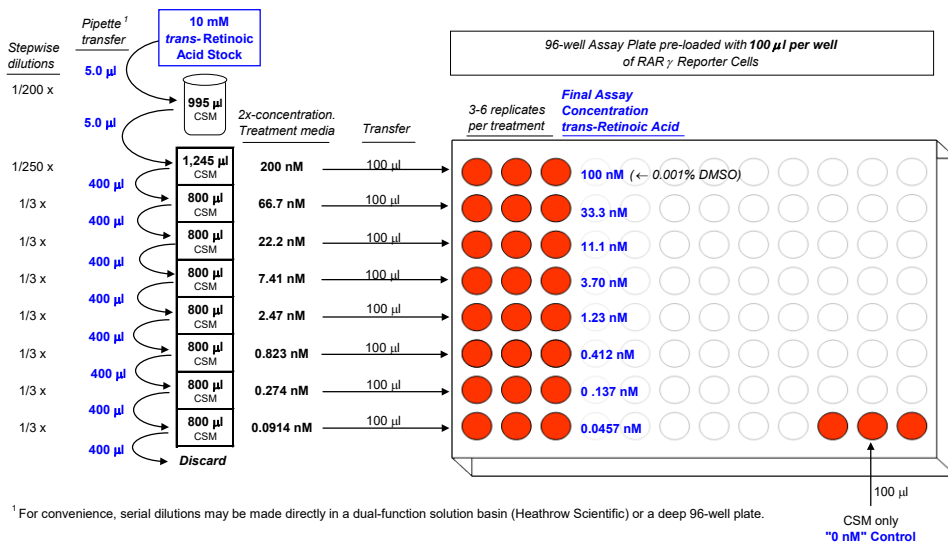 Stepwise
dilutions
Pipette 1
transfer
10 mM
trans- Retinoic
Acid Stock
1/200 x
5.0 µl
995 µl
CSM
5.0 µl
96-well Assay Plate pre-loaded with 100 µl per well
of RAR γ Reporter Cells
2x-concentration.
Treatment media
Transfer
3-6 replicates
per treatment
Final Assay
Concentration
trans-Retinoic Acid
1/250 x
1,245 µl
CSM
200 nM
100 µl
100 nM (← 0.001% DMSO)
400 µl
1/3 x
800 µl
CSM
66.7 nM
100 µl
33.3 nM
400 µl
1/3 x
800 µl
CSM
22.2 nM
100 µl
11.1 nM
400 µl
1/3 x
800 µl
CSM
7.41 nM
100 µl
3.70 nM
400 µl
1/3 x
800 µl
CSM
2.47 nM
100 µl
1.23 nM
400 µl
1/3 x
800 µl
CSM
0.823 nM
100 µl
0.412 nM
400 µl
1/3 x
800 µl
CSM
0.274 nM
100 µl
0 .137 nM
400 µl
1/3 x
800 µl
CSM
0.0914 nM
100 µl
0.0457 nM
400 µl
Discard
100 µl
CSM only
"0 nM" Control
1 For convenience, serial dilutions may be made directly in a dual-function solution basin (Heathrow Scientific) or a deep 96-well plate.